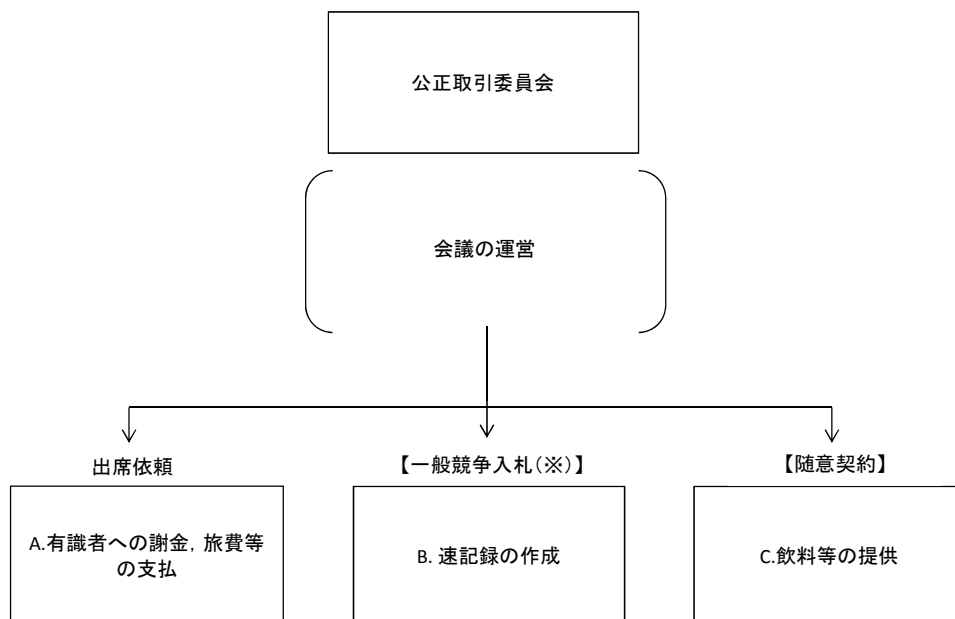 公正取引委員会
会議の運営
出席依頼
【一般競争入札(※)】
【随意契約】
A.有識者への謝金, 旅費等
の支払
B. 速記録の作成
C.飲料等の提供